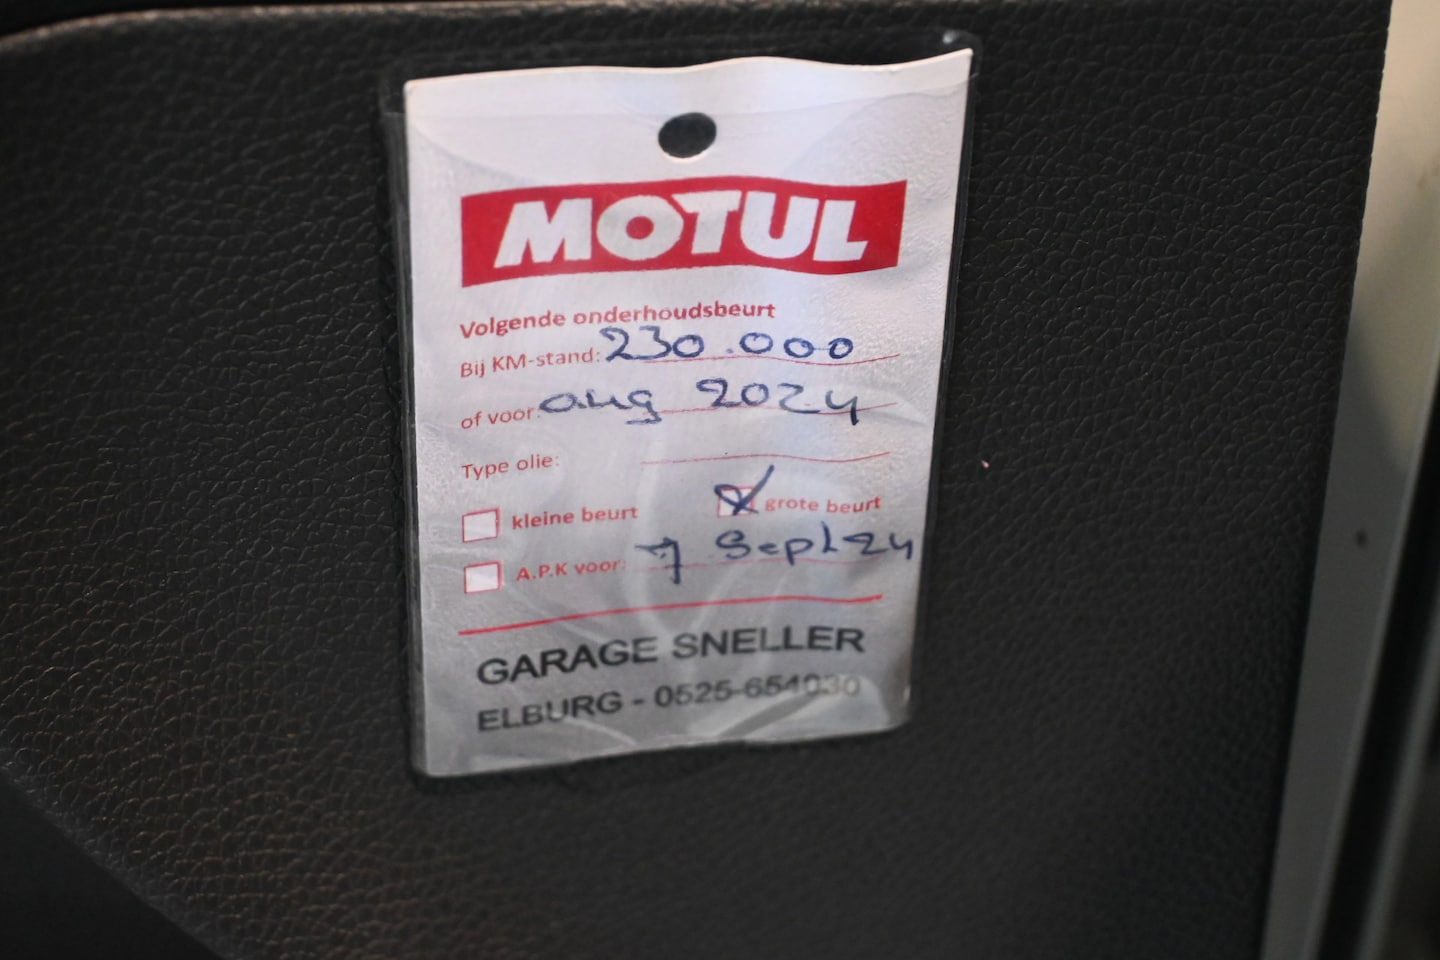 MOTUL
Volgende onderhoudsbeurt
Bij KM-stand: 230.000
of voor: aug 2024
Type olie:
kleine beurt grote beurt
A.P.K voor: 7 Sept 24
GARAGE SNELLER
ELBURG - 0525-654030